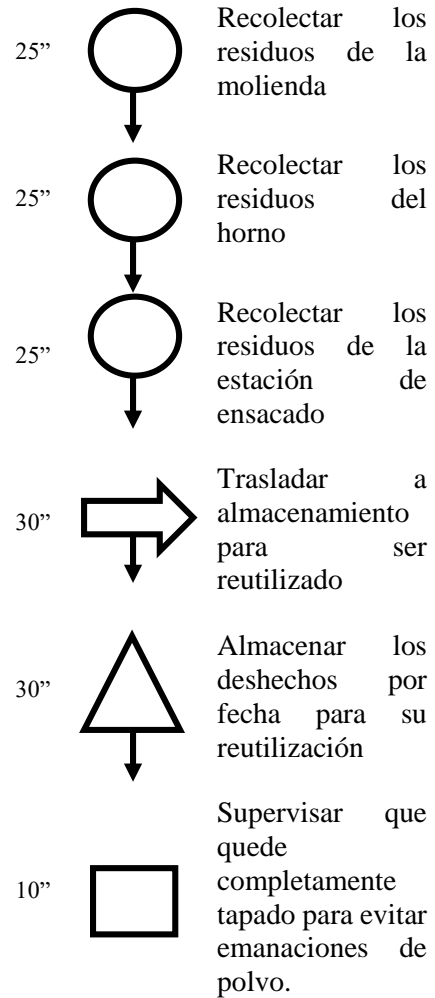 25” Recolectar los
residuos de la
molienda
25” Recolectar los
residuos del
horno
25” Recolectar los
residuos de la
estación de
ensacado
30” Trasladar a
almacenamiento
para ser
reutilizado
30” Almacenar los
deshechos por
fecha para su
reutilización
10” Supervisar que
quede
completamente
tapado para evitar
emanaciones de
polvo.